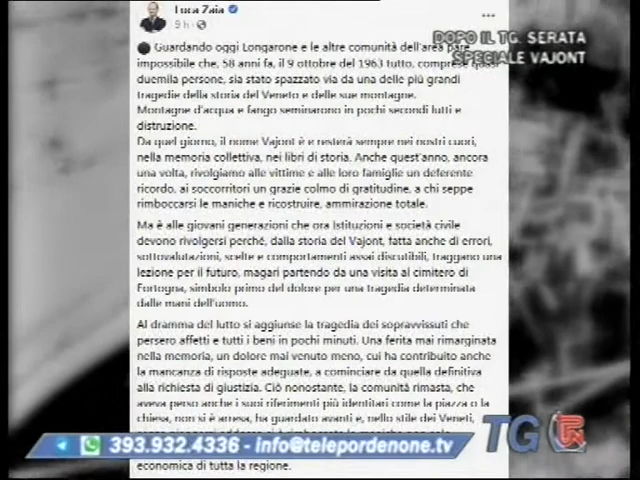 Luca Zaia
9 h
DOPO IL TG. SERATA
SPECIALE VAJONT
Guardando oggi Longarone e le altre comunità dell'area pare
impossibile che, 58 anni fa, il 9 ottobre del 1963 tutto, comprese quasi
duemila persone, sia stato spazzato via da una delle più grandi
tragedie della storia del Veneto e delle sue montagne.
Montagne d'acqua e fango seminarono in pochi secondi lutti e
distruzione.
Da quel giorno, il nome Vajont è e resterà sempre nei nostri cuori,
nella memoria collettiva, nei libri di storia. Anche quest'anno, ancora
una volta, rivolgiamo alle vittime e alle loro famiglie un deferente
ricordo, ai soccorritori un grazie colmo di gratitudine, a chi seppe
rimboccarsi le maniche e ricostruire, ammirazione totale.
Ma è alle giovani generazioni che ora Istituzioni e società civile
devono rivolgersi perché, dalla storia del Vajont, fatta anche di errori,
sottovalutazioni, scelte e comportamenti assai discutibili, traggano una
lezione per il futuro, magari partendo da una visita al cimitero di
Fortogna, simbolo primo del dolore per una tragedia determinata
dalle mani dell'uomo.
Al dramma del lutto si aggiunse la tragedia dei sopravvissuti che
persero affetti e tutti i beni in pochi minuti. Una ferita mai rimarginata
nella memoria, un dolore mai venuto meno, cui ha contribuito anche
la mancanza di risposte adeguate, a cominciare da quella definitiva
alla richiesta di giustizia. Ciò nonostante, la comunità rimasta, che
aveva perso anche i suoi riferimenti più identitari come la piazza o la
chiesa, non si è arresa, ha guardato avanti e, nello stile dei Veneti,
economica di tutta la regione.
393.932.4336 - info@telepordenone.tv
TG